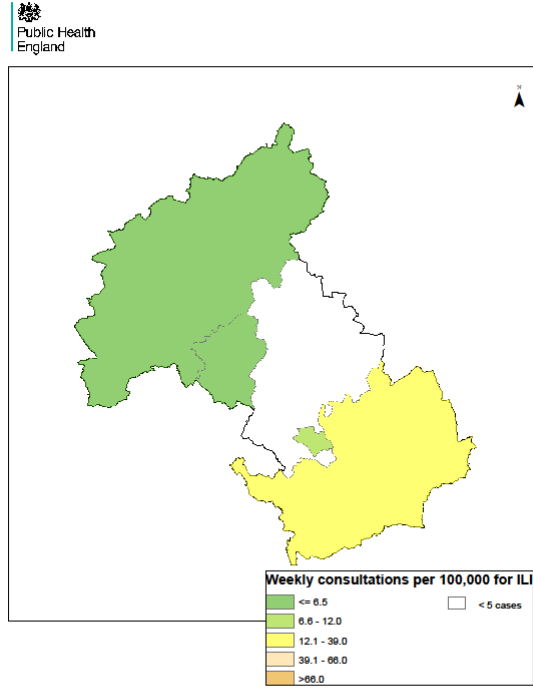 Public Health
England
N
Weekly consultations per 100,000 for ILI
<= 6.5
< 5 cases
6.6 - 12.0
12.1 - 39.0
39.1 - 66.0
>66.0